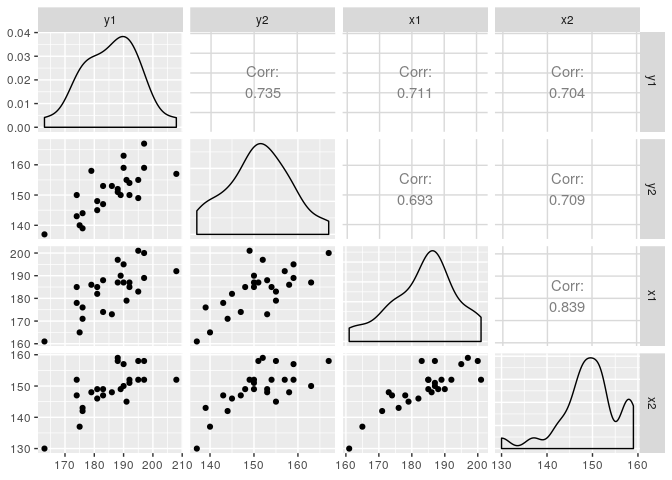 y1 y2 x1 x2
0.04
0.03
0.02
0.01
0.00
Corr:
0.735
Corr:
0.711
Corr:
0.704
y1
160
150
140
Corr:
0.693
Corr:
0.709
y2
200
190
180
170
160
Corr:
0.839
x1
160
150
140
130
x2
170 180 190 200 210
140 150 160
160 170 180 190 200
130 140 150 160